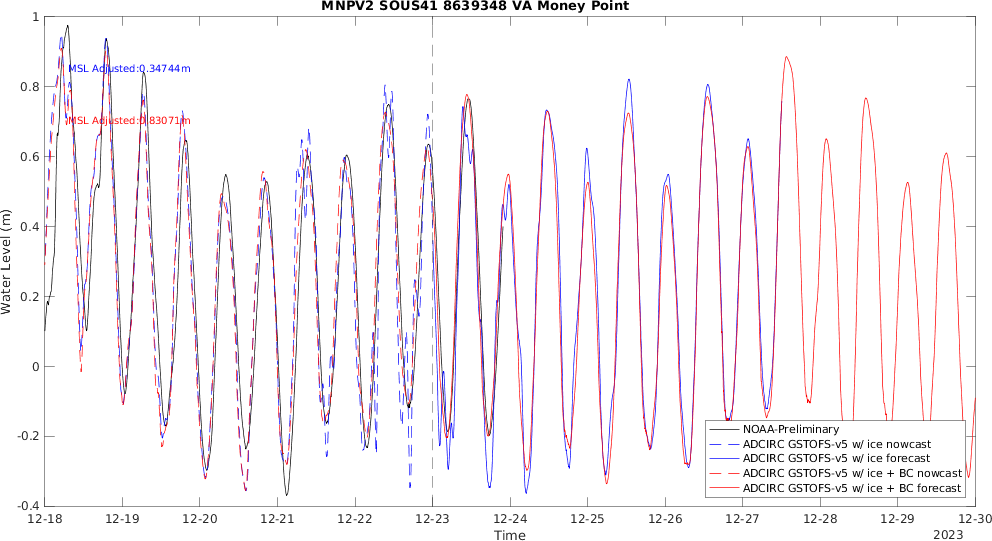 MNPV2 SOUS41 8639348 VA Money Point
1
0.8
0.6
0.4
0.2
0
-0.2
-0.4
Water Level (m)
MSL Adjusted:0.34744m
MSL Adjusted:0.83071m
NOAA-Preliminary
ADCIRC GSTOFS-v5 w/ ice nowcast
ADCIRC GSTOFS-v5 w/ ice forecast
ADCIRC GSTOFS-v5 w/ ice + BC nowcast
ADCIRC GSTOFS-v5 w/ ice + BC forecast
12-18 12-19 12-20 12-21 12-22 12-23 12-24 12-25 12-26 12-27 12-28 12-29 12-30
Time
2023